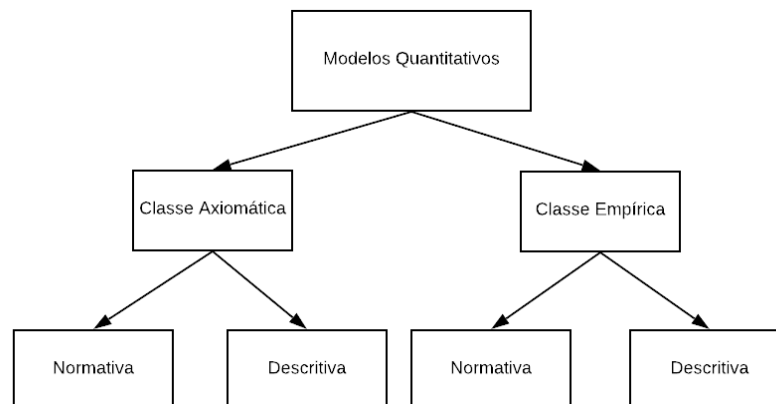 Modelos Quantitativos
Classe Axiomática
Classe Empírica
Normativa
Descritiva
Normativa
Descritiva